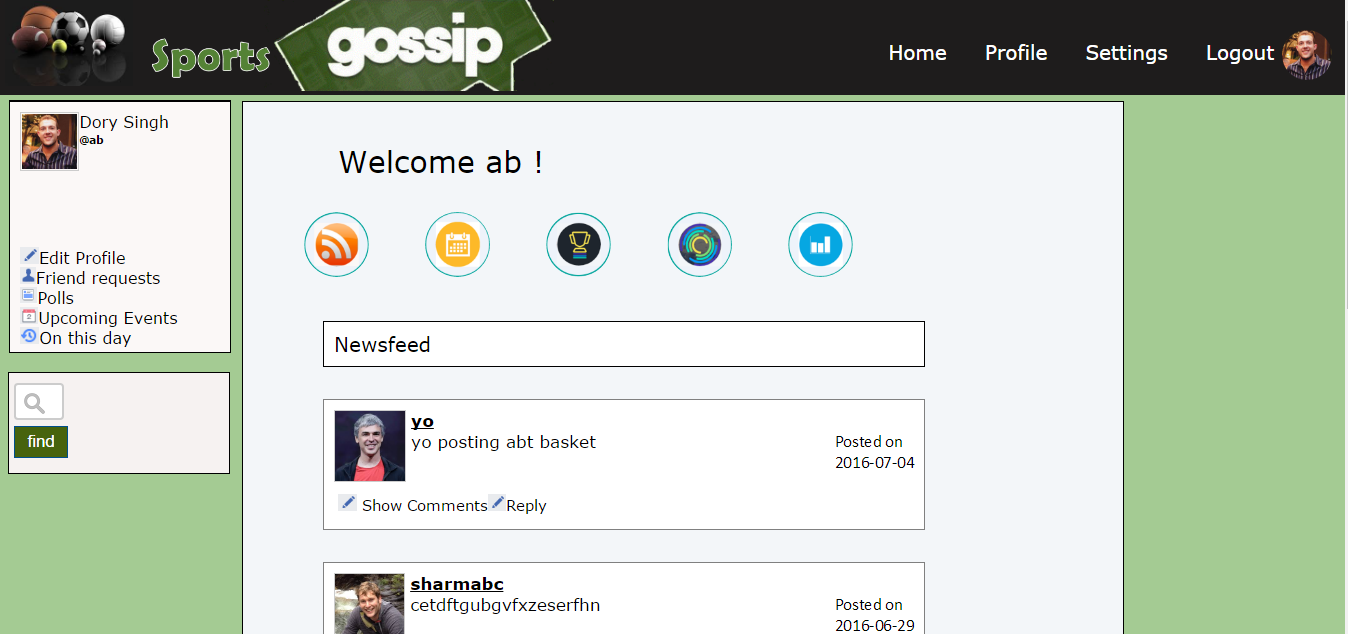 Sports gossip
Home Profile Settings Logout
Dory Singh
@ab
Edit Profile
Friend requests
Polls
Upcoming Events
On this day
find
Welcome ab !
Newsfeed
yo
yo posting abt basket
Posted on
2016-07-04
Show Comments Reply
sharmabc
cetdftgubgvfxzeserfhn
Posted on
2016-06-29